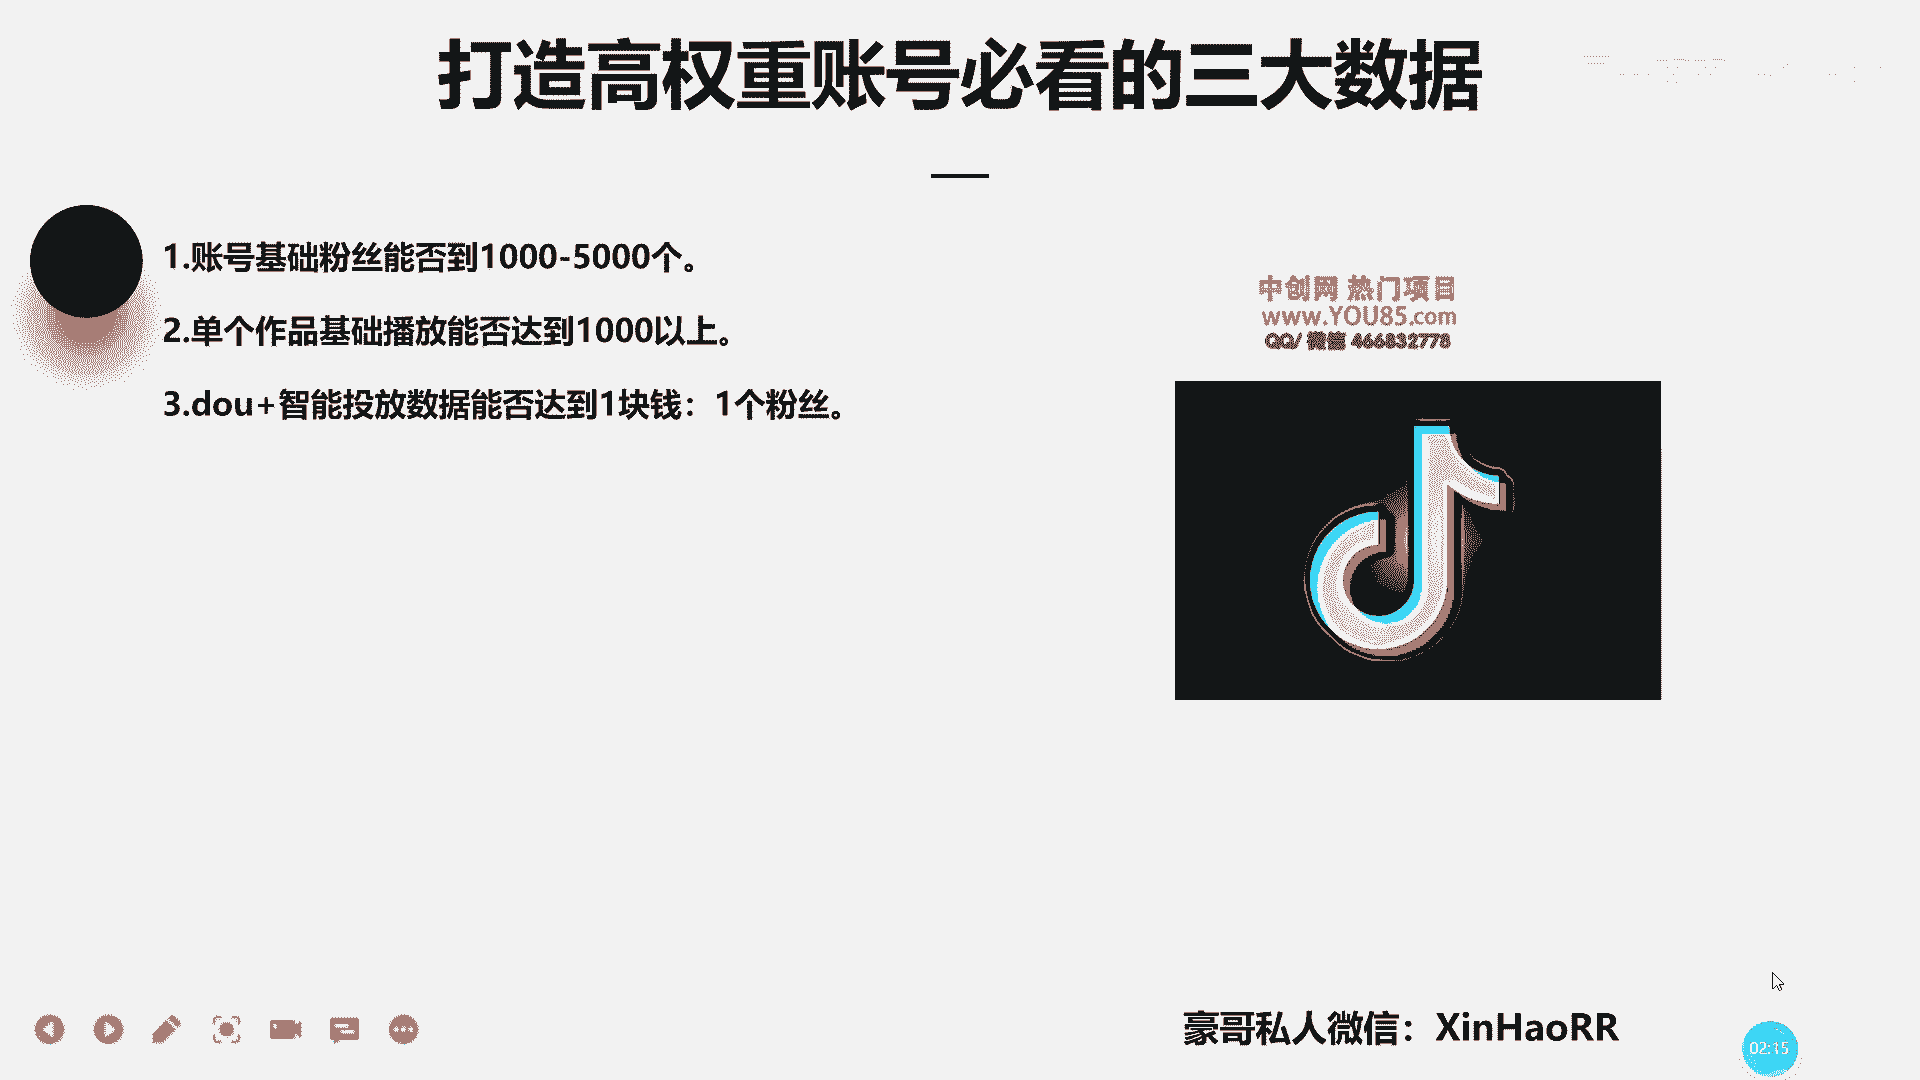 打造高权重账号必看的三大数据
1.账号基础粉丝能否到1000-5000个。
2.单个作品基础播放能否达到1000以上。
3.dou+智能投放数据能否达到1块钱：1个粉丝。
中创网 热门项目
www.YOU85.com
QQ/ 微信 466832778
豪哥私人微信：XinHaoRR
02:15